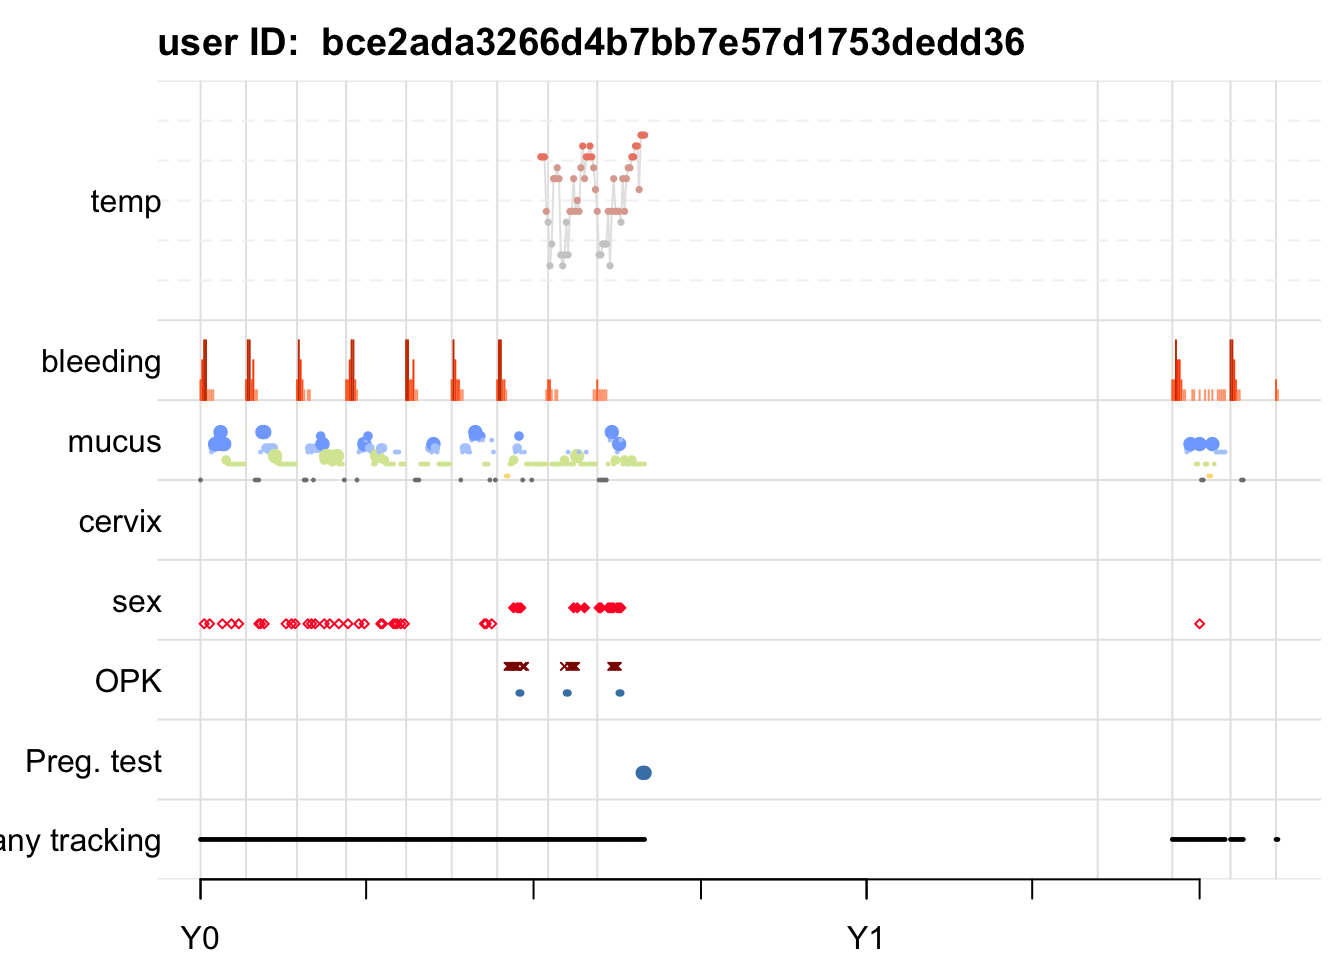 user ID:  bce2ada3266d4b7bb7e57d1753dedd36
temp
bleeding
mucus
cervix
sex
OPK
Preg. test
any tracking
Y0 Y1